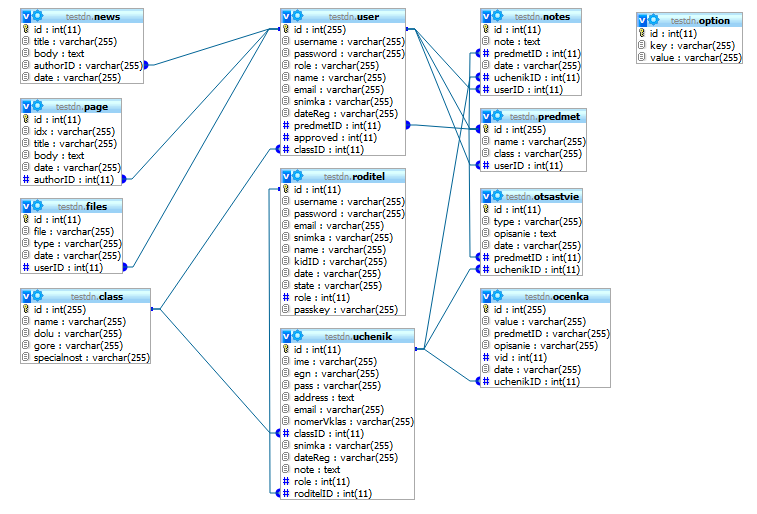 testdn.news
id : int(11)
title : varchar(255)
body : text
authorID : varchar(255)
date : varchar(255)
testdn.page
id : int(11)
idx : varchar(255)
title : varchar(255)
body : text
date : varchar(255)
# authorID : int(11)
testdn.files
id : int(11)
file : varchar(255)
type : varchar(255)
date : varchar(255)
# userID : int(11)
testdn.class
id : int(255)
name : varchar(255)
dolu : varchar(255)
gore : varchar(255)
specialnost : varchar(255)
testdn.user
id : int(255)
username : varchar(255)
password : varchar(255)
role : varchar(255)
name : varchar(255)
email : varchar(255)
snimka : varchar(255)
dateReg : varchar(255)
# predmetID : int(11)
# approved : int(11)
# classID : int(11)
testdn.roditel
id : int(11)
username : varchar(255)
password : varchar(255)
email : varchar(255)
snimka : varchar(255)
name : varchar(255)
kidID : varchar(255)
date : varchar(255)
state : varchar(255)
# role : int(11)
passkey : varchar(255)
testdn.uchenik
id : int(11)
ime : varchar(255)
egn : varchar(255)
pass : varchar(255)
address : text
email : varchar(255)
nomerVklas : varchar(255)
# classID : int(11)
snimka : varchar(255)
dateReg : varchar(255)
note : text
# role : int(11)
# roditelID : int(11)
testdn.notes
id : int(11)
note : text
# predmetID : int(11)
date : varchar(255)
# uchenikID : int(11)
# userID : int(11)
testdn.predmet
id : int(255)
name : varchar(255)
class : varchar(255)
# userID : int(11)
testdn.otsastvie
id : int(11)
type : varchar(255)
opisanie : text
date : varchar(255)
# predmetID : int(11)
# uchenikID : int(11)
testdn.ocenka
id : int(255)
value : varchar(255)
predmetID : varchar(255)
opisanie : varchar(255)
# vid : int(11)
date : varchar(255)
# uchenikID : int(11)
testdn.option
id : int(11)
key : varchar(255)
value : varchar(255)